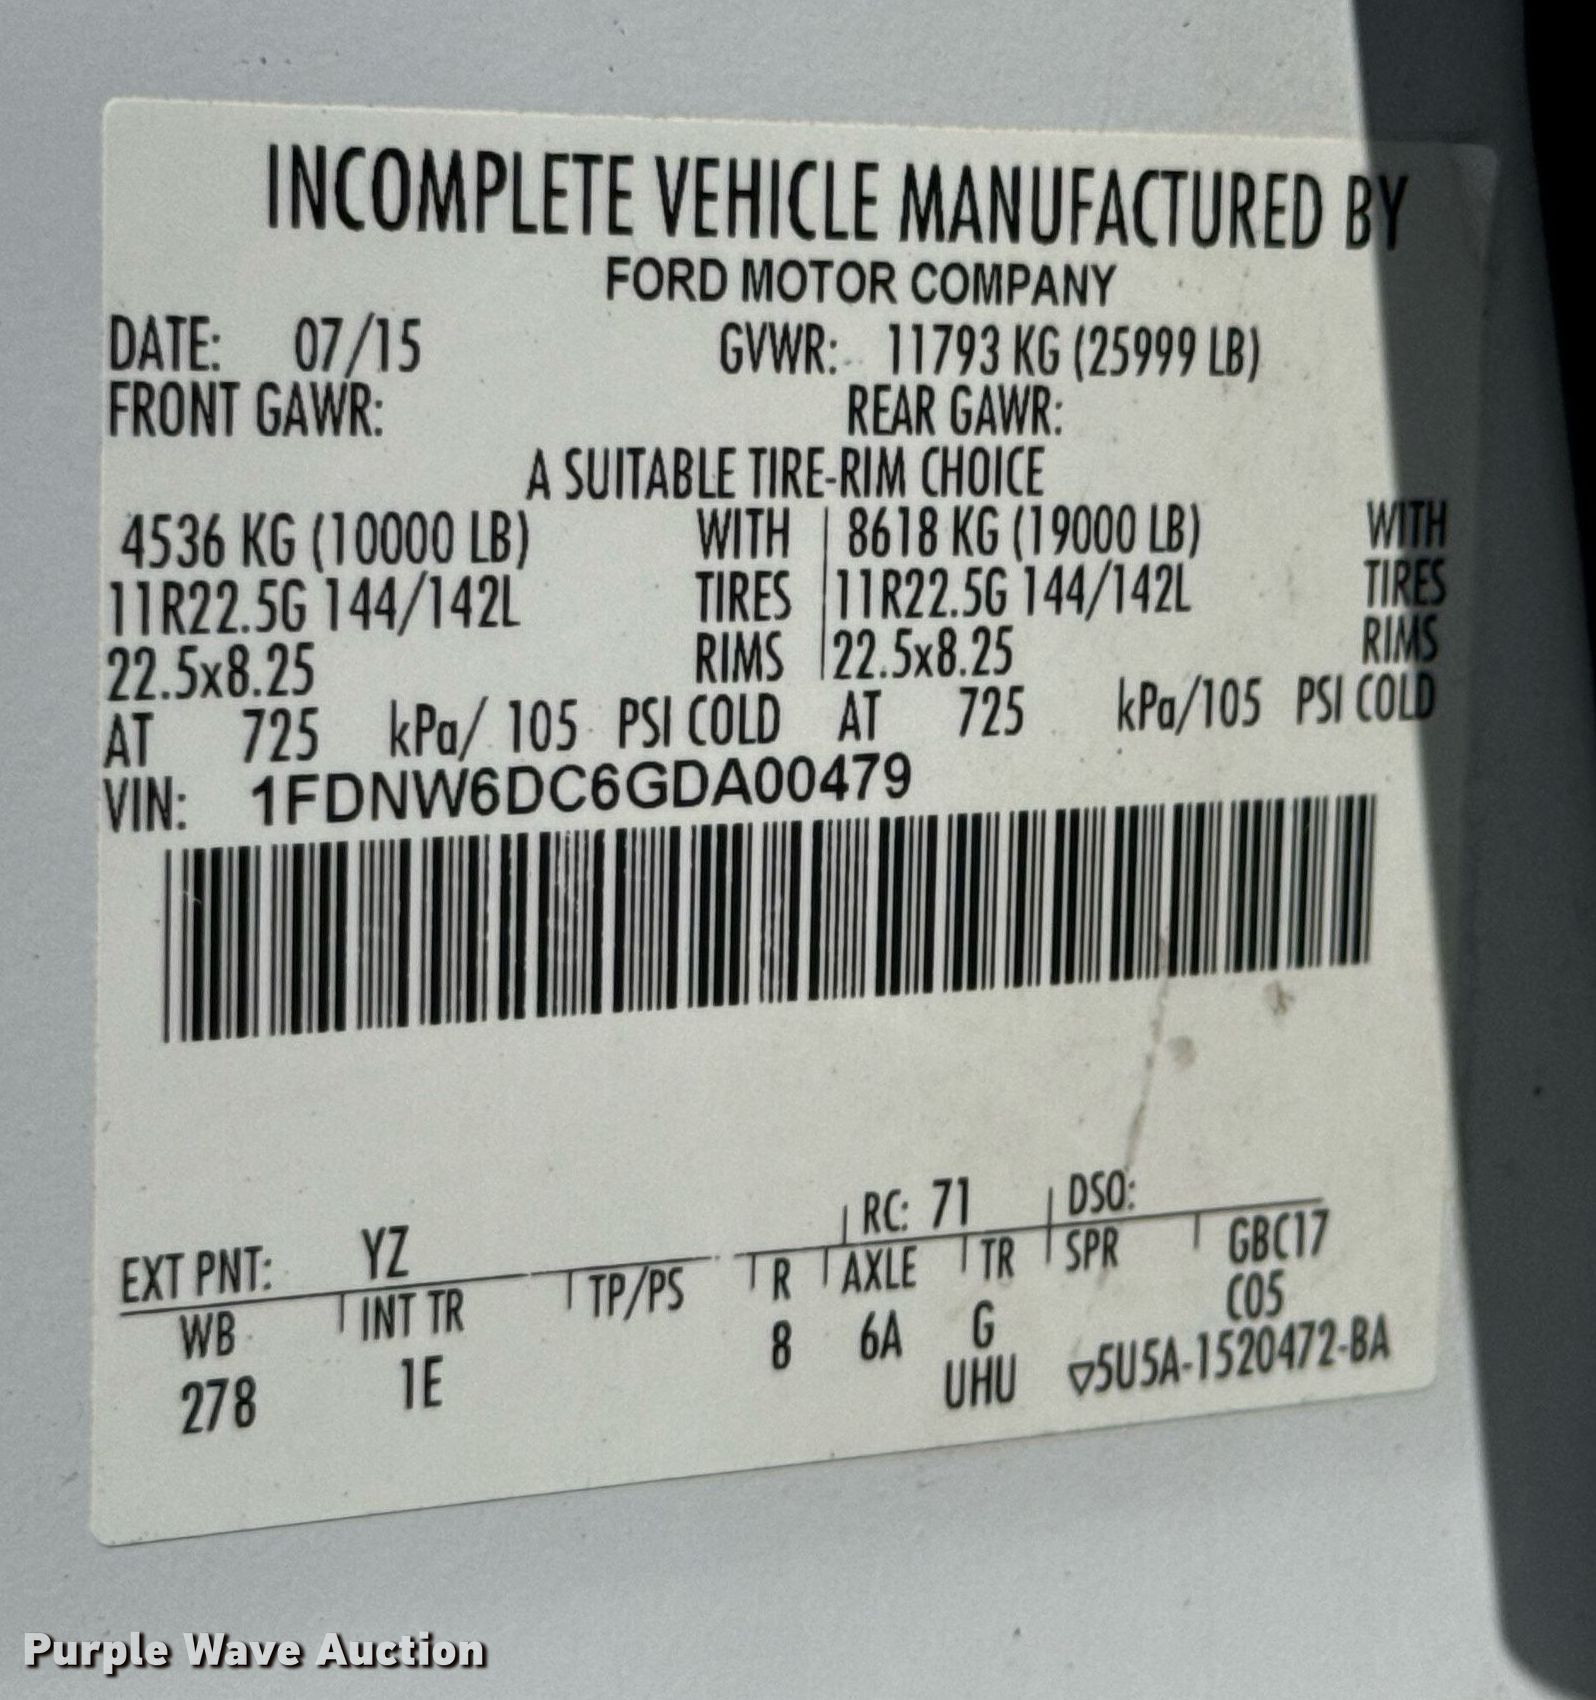 INCOMPLETE VEHICLE MANUFACTURED BY
FORD MOTOR COMPANY
DATE: 07/15 GVWR: 11793 KG (25999 LB)
FRONT GAWR: REAR GAWR:
A SUITABLE TIRE-RIM CHOICE
4536 KG (10000 LB) WITH 8618 KG (19000 LB) WITH
11R22.5G 144/142L TIRES 11R22.5G 144/142L TIRES
22.5x8.25 RIMS 22.5x8.25 RIMS
AT 725 kPa/ 105 PSI COLD AT 725 kPa/105 PSI COLD
VIN: 1FDNW6DC6GDA00479
RC: 71 DSO:
EXT PNT: YZ
WB INT TR TP/PS R AXLE TR SPR GBC17
278 1E 8 6A G C05
UHU ▽5U5A-1520472-BA
Purple Wave Auction